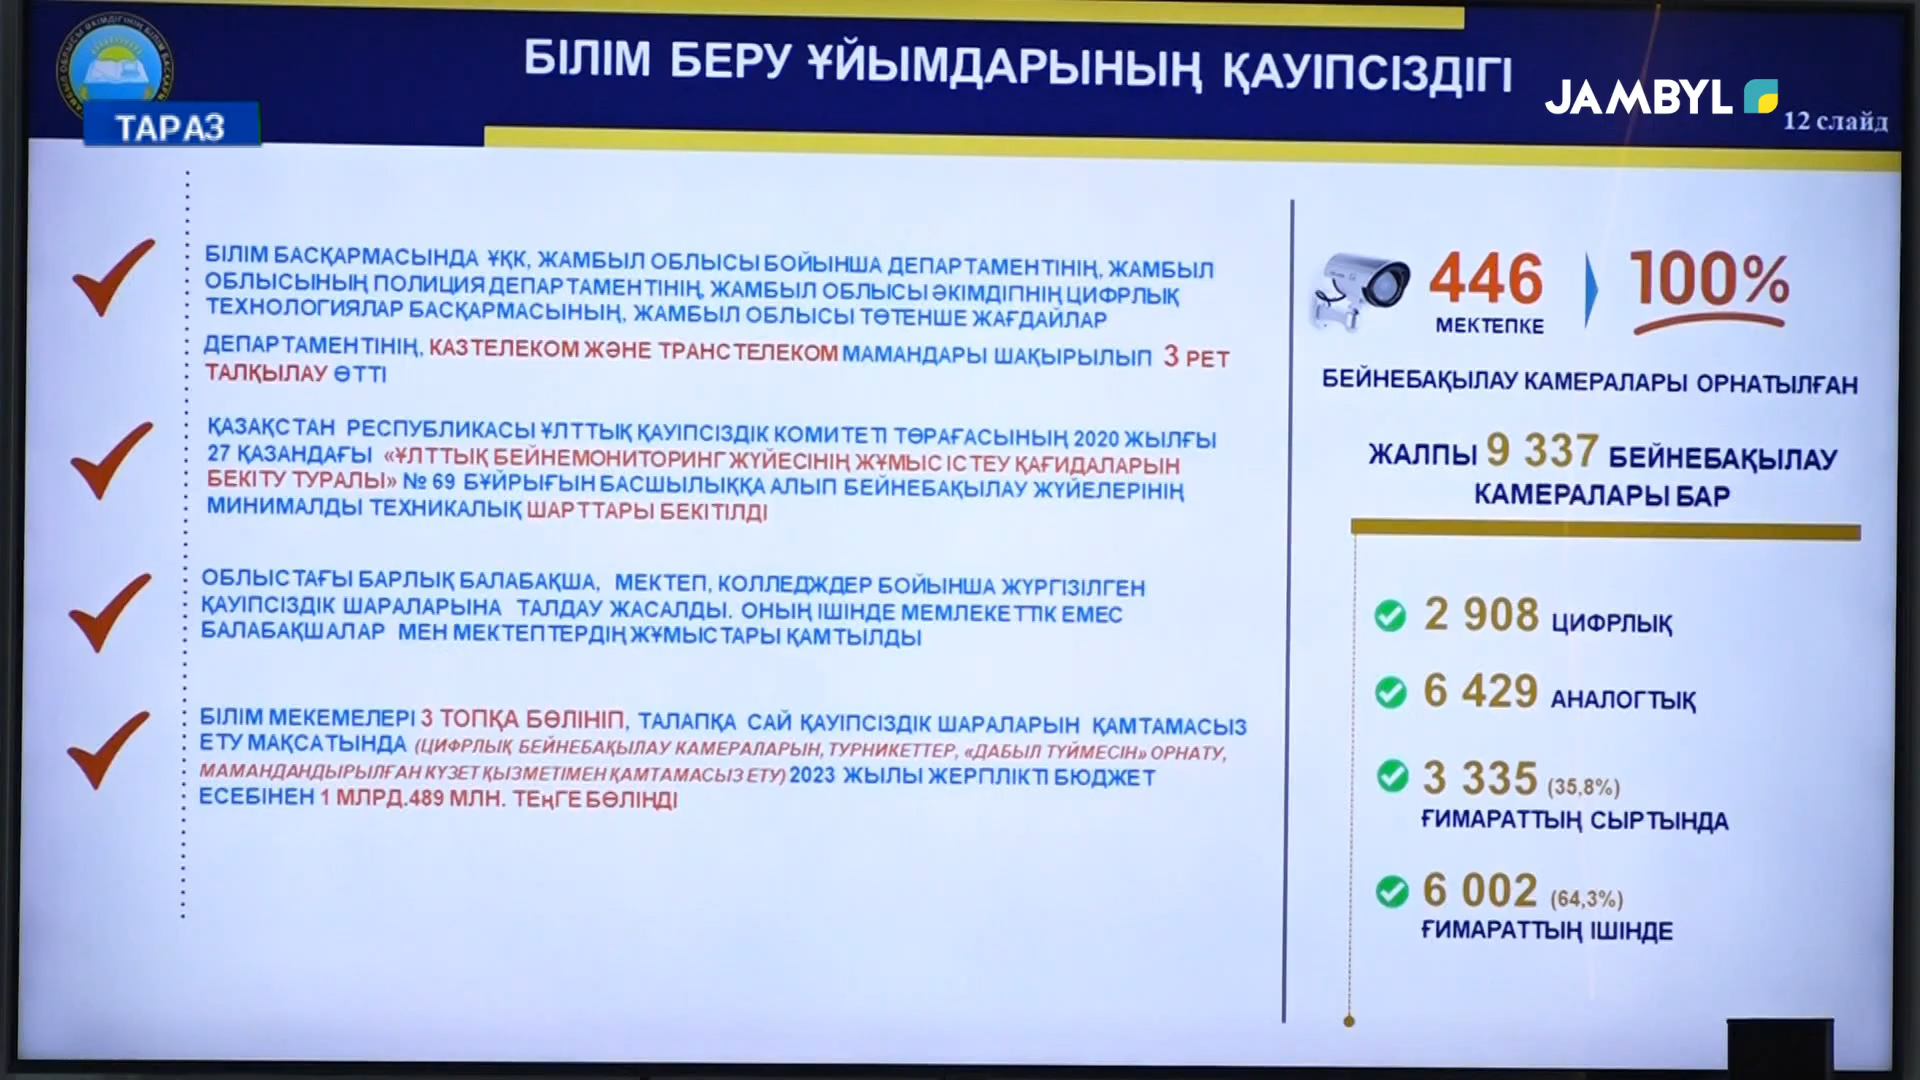 БІЛІМ БЕРУ ҰЙЫМДАРЫНЫҢ ҚАУІПСІЗДІГІ
JAMBYL
12 слайд
ТАРАЗ
БІЛІМ БАСҚАРМАСЫНДА ҰҚК, ЖАМБЫЛ ОБЛЫСЫ БОЙЫНША ДЕПАРТАМЕНТІНІҢ, ЖАМБЫЛ
ОБЛЫСЫНЫҢ ПОЛИЦИЯ ДЕПАРТАМЕНТІНІҢ, ЖАМБЫЛ ОБЛЫСЫ ӘКІМДІГІНІҢ ЦИФРЛЫҚ
ТЕХНОЛОГИЯЛАР БАСҚАРМАСЫНЫҢ, ЖАМБЫЛ ОБЛЫСЫ ТӨТЕНШЕ ЖАҒДАЙЛАР
ДЕПАРТАМЕНТІНІҢ, КАЗТЕЛЕКОМ ЖӘНЕ ТРАНСТЕЛЕКОМ МАМАНДАРЫ ШАҚЫРЫЛЫП 3 РЕТ
ТАЛҚЫЛАУ ӨТТІ
ҚАЗАҚСТАН РЕСПУБЛИКАСЫ ҰЛТТЫҚ ҚАУІПСІЗДІК КОМИТЕТІ ТӨРАҒАСЫНЫҢ 2020 ЖЫЛҒЫ
27 ҚАЗАНДАҒЫ «ҰЛТТЫҚ БЕЙНЕМОНИТОРИНГ ЖҮЙЕСІНІҢ ЖҰМЫС ІСТЕУ ҚАҒИДАЛАРЫН
БЕКІТУ ТУРАЛЫ» № 69 БҰЙРЫҒЫН БАСШЫЛЫҚҚА АЛЫП БЕЙНЕБАҚЫЛАУ ЖҮЙЕЛЕРІНІҢ
МИНИМАЛДЫ ТЕХНИКАЛЫҚ ШАРТТАРЫ БЕКІТІЛДІ
ОБЛЫСТАҒЫ БАРЛЫҚ БАЛАБАҚША, МЕКТЕП, КОЛЛЕДЖДЕР БОЙЫНША ЖҮРГІЗІЛГЕН
ҚАУІПСІЗДІК ШАРАЛАРЫНА ТАЛДАУ ЖАСАЛДЫ. ОНЫҢ ІШІНДЕ МЕМЛЕКЕТТІК ЕМЕС
БАЛАБАҚШАЛАР МЕН МЕКТЕПТЕРДІҢ ЖҰМЫСТАРЫ ҚАМТЫЛДЫ
БІЛІМ МЕКЕМЕЛЕРІ 3 ТОПҚА БӨЛІНІП, ТАЛАПҚА САЙ ҚАУІПСІЗДІК ШАРАЛАРЫН ҚАМТАМАСЫЗ
ЕТУ МАҚСАТЫНДА (ЦИФРЛЫҚ БЕЙНЕБАҚЫЛАУ КАМЕРАЛАРЫН, ТУРНИКЕТТЕР, «ДАБЫЛ ТҮЙМЕСІН» ОРНАТУ,
МАМАНДАНДЫРЫЛҒАН КҮЗЕТ ҚЫЗМЕТІМЕН ҚАМТАМАСЫЗ ЕТУ) 2023 ЖЫЛЫ ЖЕРГІЛІКТІ БЮДЖЕТ
ЕСЕБІНЕН 1 МЛРД.489 МЛН. ТЕңГЕ БӨЛІНДІ
446 100%
МЕКТЕПКЕ
БЕЙНЕБАҚЫЛАУ КАМЕРАЛАРЫ ОРНАТЫЛҒАН
ЖАЛПЫ 9 337 БЕЙНЕБАҚЫЛАУ
КАМЕРАЛАРЫ БАР
2 908 ЦИФРЛЫҚ
6 429 АНАЛОГТЫҚ
3 335 (35,8%)
ҒИМАРАТТЫҢ СЫРТЫНДА
6 002 (64,3%)
ҒИМАРАТТЫҢ ІШІНДЕ